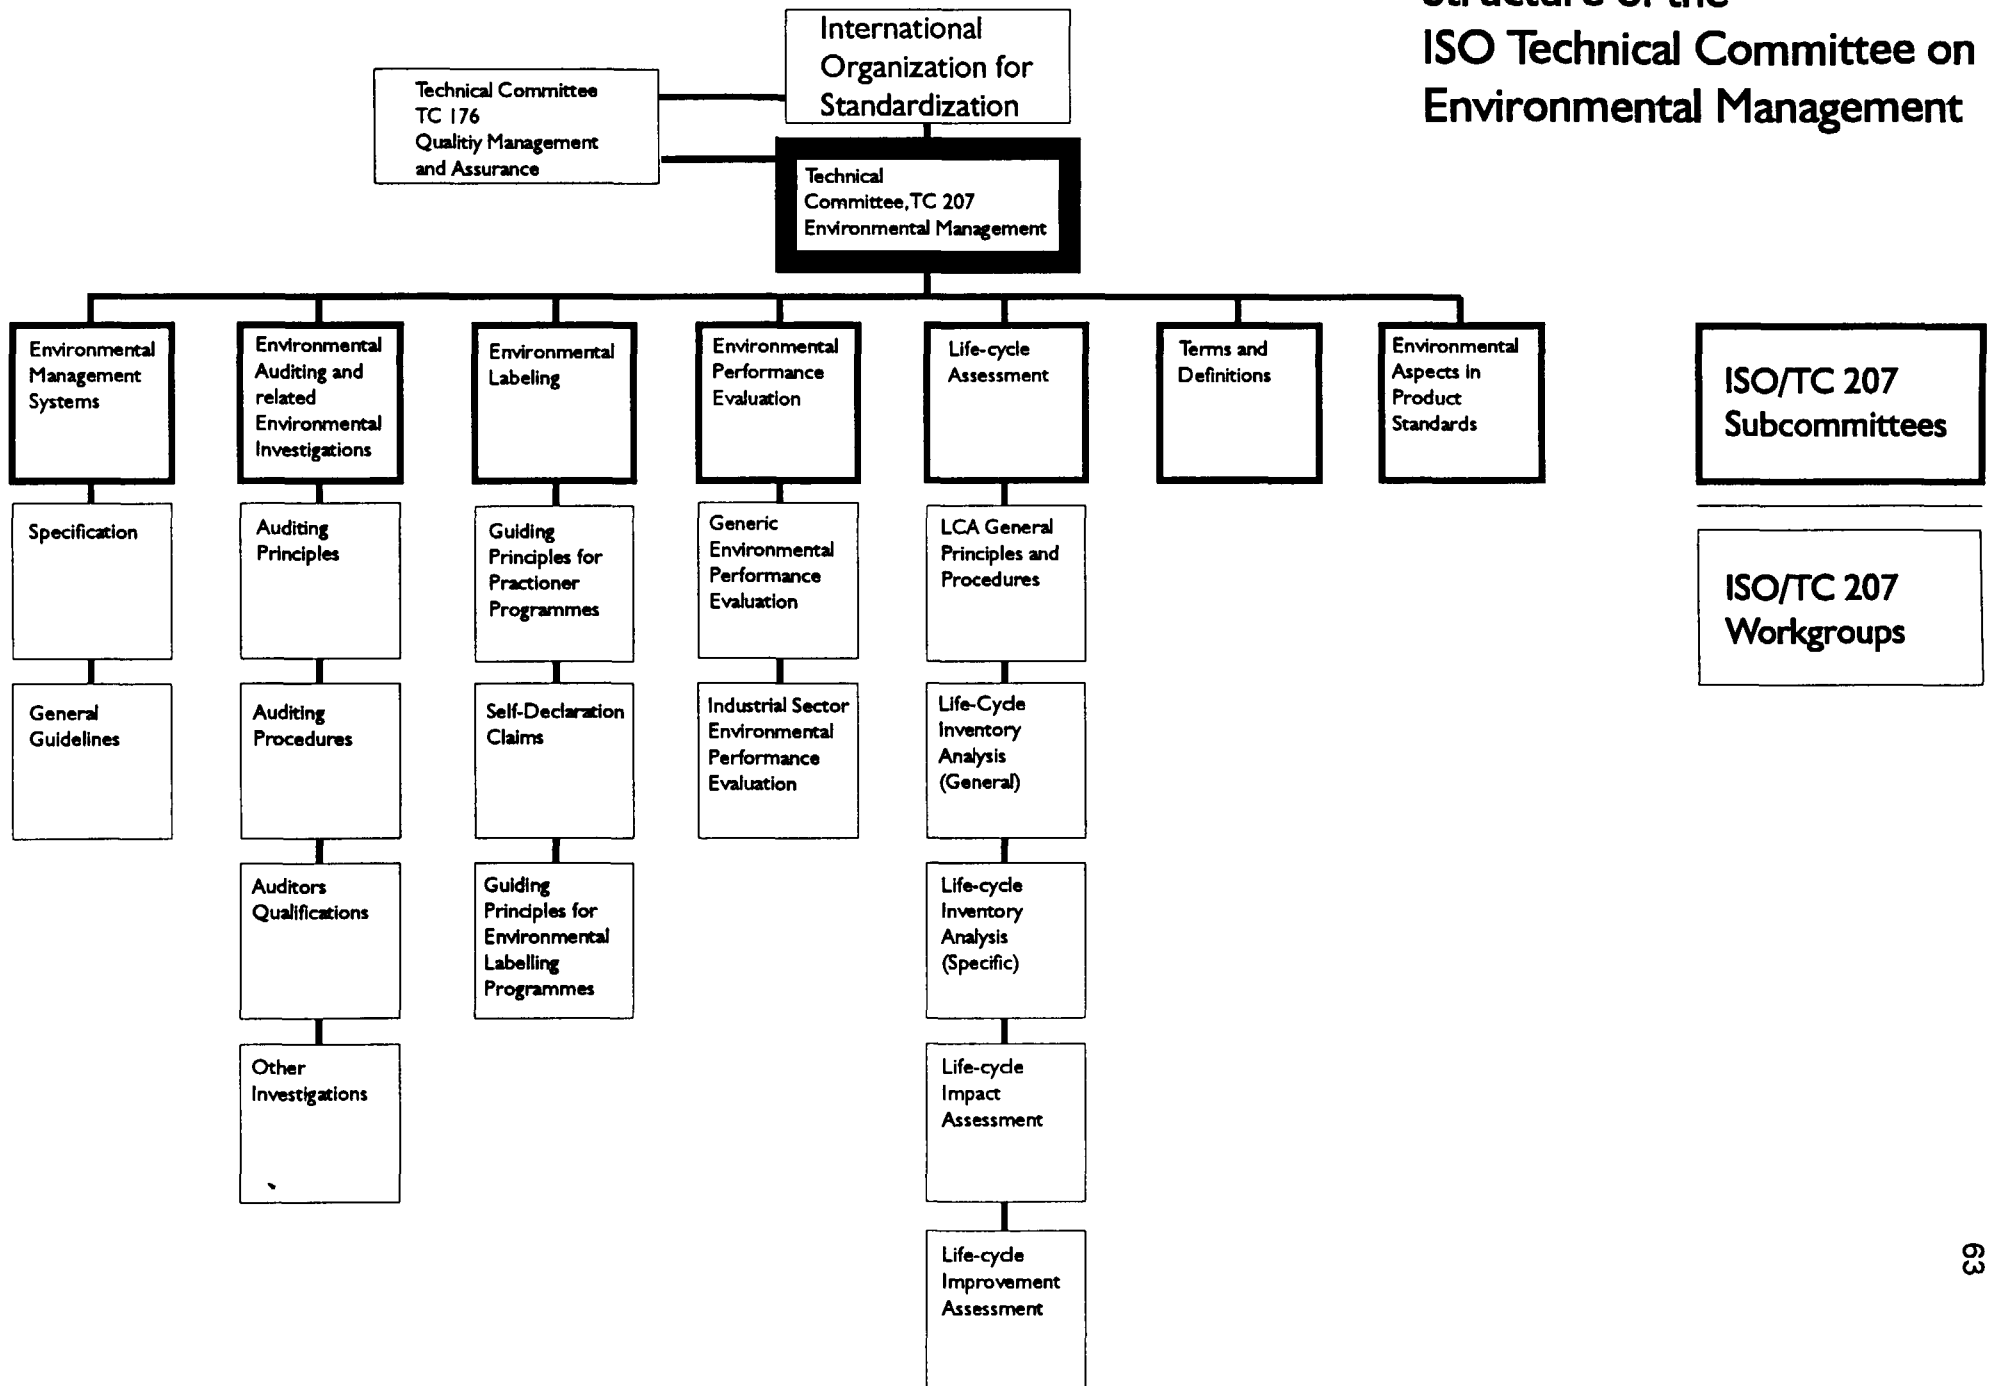 Structure of the
ISO Technical Committee on
Environmental Management
International
Organization for
Standardization
Technical Committee
TC 176
Qualitiy Management
and Assurance
Technical
Committee, TC 207
Environmental Management
Environmental
Management
Systems
Environmental
Auditing and
related
Environmental
Investigations
Environmental
Labeling
Environmental
Performance
Evaluation
Life-cycle
Assessment
Terms and
Definitions
Environmental
Aspects in
Product
Standards
ISO/TC 207
Subcommittees
Specification
Auditing
Principles
Guiding
Principles for
Practioner
Programmes
Generic
Environmental
Performance
Evaluation
LCA General
Principles and
Procedures
ISO/TC 207
Workgroups
General
Guidelines
Auditing
Procedures
Self-Declaration
Claims
Industrial Sector
Environmental
Performance
Evaluation
Life-Cycle
Inventory
Analysis
(General)
Auditors
Qualifications
Guiding
Principles for
Environmental
Labelling
Programmes
Life-cycle
Inventory
Analysis
(Specific)
Other
Investigations
Life-cycle
Impact
Assessment
Life-cycle
Improvement
Assessment
63